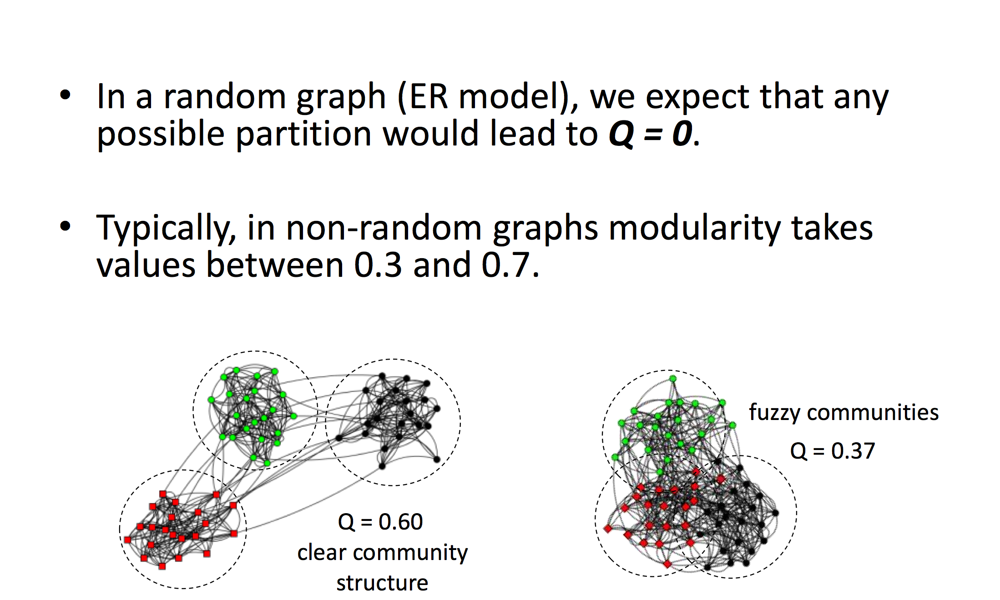 • In a random graph (ER model), we expect that any
possible partition would lead to Q = 0.
• Typically, in non-random graphs modularity takes
values between 0.3 and 0.7.
Q = 0.60
clear community
structure
fuzzy communities
Q = 0.37